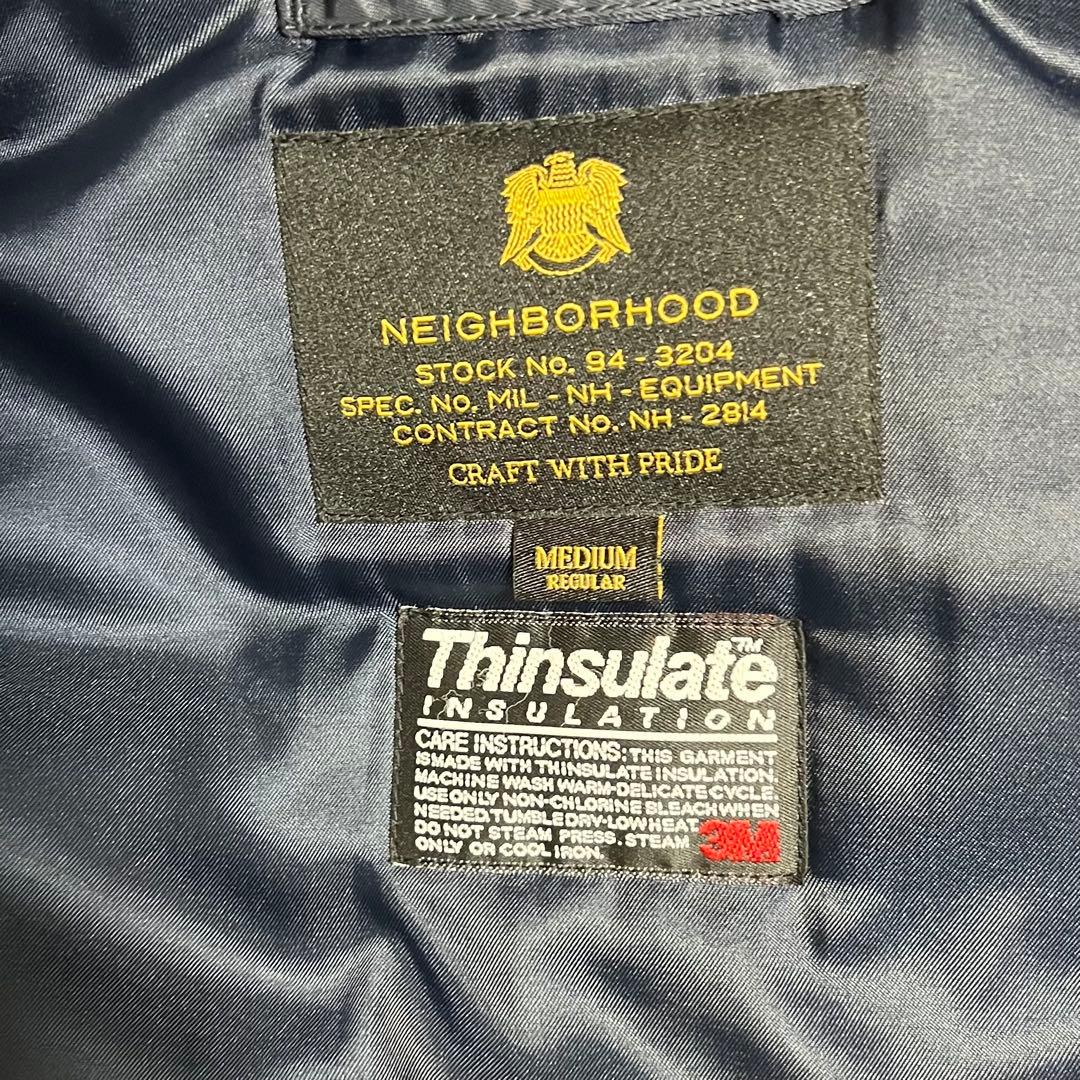 NEIGHBORHOOD
STOCK No. 94 - 3204
SPEC. NO. MIL - NH - EQUIPMENT
CONTRACT NO. NH - 2814
CRAFT WITH PRIDE
MEDIUM
REGULAR
Thinsulate™
INSULATION
CARE INSTRUCTIONS: THIS GARMENT
IS MADE WITH THINSULATE INSULATION.
MACHINE WASH WARM-DELICATE CYCLE.
USE ONLY NON-CHLORINE BLEACH WHEN
NEEDED. TUMBLE DRY-LOW HEAT.
DO NOT STEAM PRESS. STEAM
ONLY OR COOL IRON.
3M